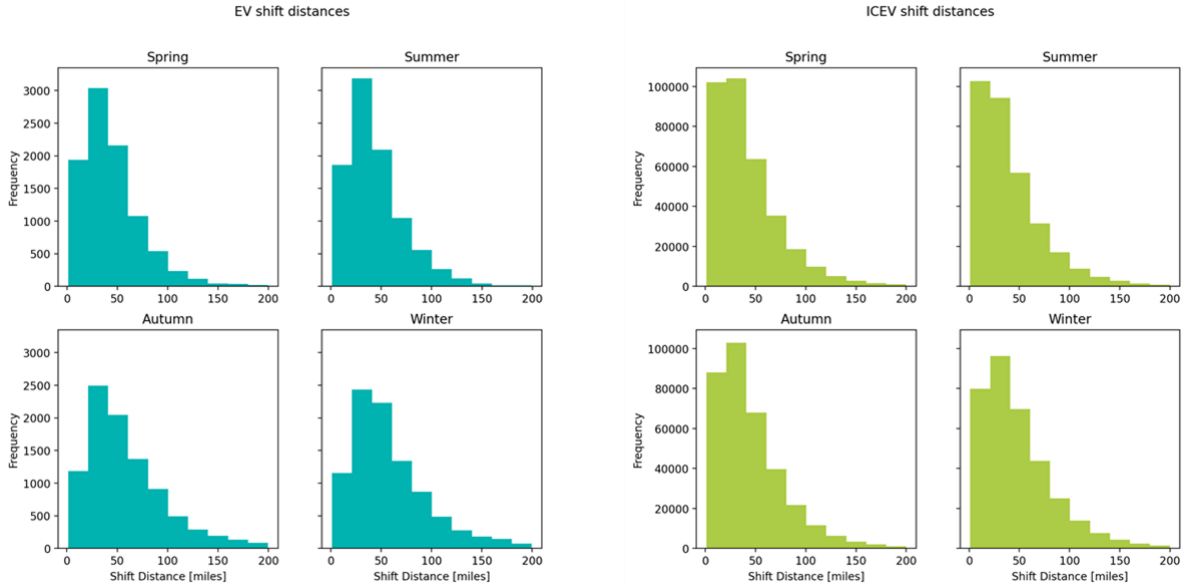 EV shift distances
ICEV shift distances
Spring
Summer
Spring
Summer
3000
2500
2000
1500
1000
500
0
Frequency
0 50 100 150 200
0 50 100 150 200
100000
80000
60000
40000
20000
0
Frequency
0 50 100 150 200
0 50 100 150 200
Autumn
Winter
Autumn
Winter
3000
2500
2000
1500
1000
500
0
Frequency
0 50 100 150 200
Shift Distance [miles]
0 50 100 150 200
Shift Distance [miles]
100000
80000
60000
40000
20000
0
Frequency
0 50 100 150 200
Shift Distance [miles]
0 50 100 150 200
Shift Distance [miles]